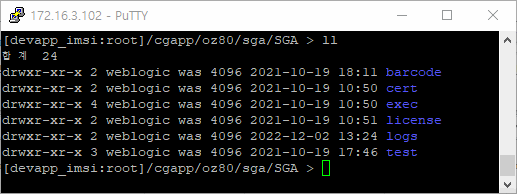 172.16.3.102 - PuTTY
[devapp_imsi:root]/cgapp/oz80/sga/SGA > ll
합계 24
drwxr-xr-x 2 weblogic was 4096 2021-10-19 18:11 barcode
drwxr-xr-x 2 weblogic was 4096 2021-10-19 10:50 cert
drwxr-xr-x 4 weblogic was 4096 2021-10-19 10:50 exec
drwxr-xr-x 2 weblogic was 4096 2021-10-19 10:51 license
drwxr-xr-x 2 weblogic was 4096 2022-12-02 13:24 logs
drwxr-xr-x 3 weblogic was 4096 2021-10-19 17:46 test
[devapp_imsi:root]/cgapp/oz80/sga/SGA >